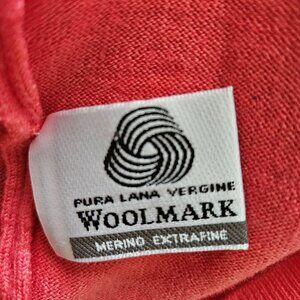 PURA LANA VERGINE
WOOLMARK
MERINO EXTRAFINE